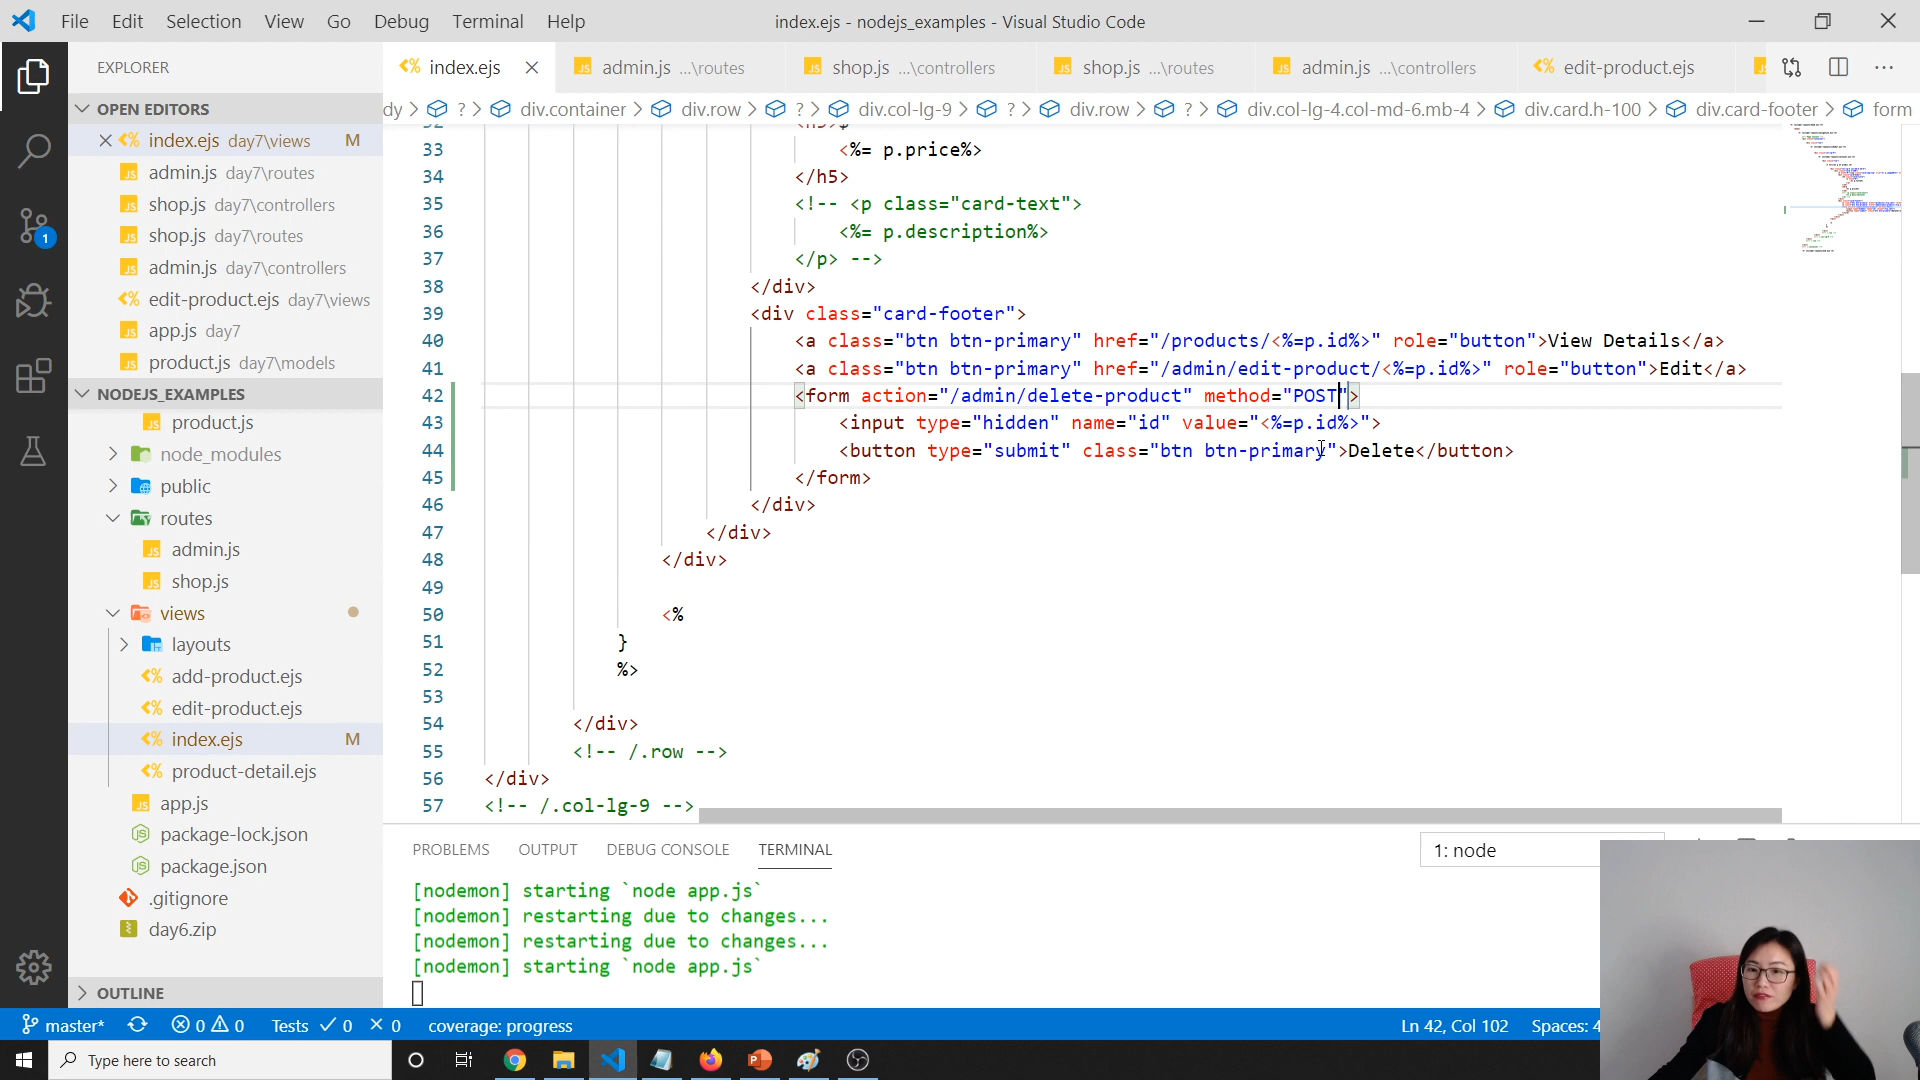 File Edit Selection View Go Debug Terminal Help
index.ejs - nodejs_examples - Visual Studio Code
EXPLORER
index.ejs
admin.js ...\routes
shop.js ...\controllers
shop.js ...\routes
admin.js ...\controllers
edit-product.ejs
OPEN EDITORS
dy > ? > div.container > div.row > ? > div.col-lg-9 > ? > div.row > ? > div.col-lg-4.col-md-6.mb-4 > div.card.h-100 > div.card-footer > form
index.ejs day7\views M
admin.js day7\routes
shop.js day7\controllers
shop.js day7\routes
admin.js day7\controllers
edit-product.ejs day7\views
app.js day7
product.js day7\models
NODEJS_EXAMPLES
product.js
node_modules
public
routes
admin.js
shop.js
views
layouts
add-product.ejs
edit-product.ejs
index.ejs M
product-detail.ejs
app.js
package-lock.json
package.json
.gitignore
day6.zip
OUTLINE
1
33 <%= p.price%>
34 </h5>
35 <!-- <p class="card-text">
36 <%= p.description%>
37 </p> -->
38 </div>
39 <div class="card-footer">
40 <a class="btn btn-primary" href="/products/<%=p.id%>" role="button">View Details</a>
41 <a class="btn btn-primary" href="/admin/edit-product/<%=p.id%>" role="button">Edit</a>
42 <form action="/admin/delete-product" method="POST">
43 <input type="hidden" name="id" value="<%=p.id%>">
44 <button type="submit" class="btn btn-primary">Delete</button>
45 </form>
46 </div>
47 </div>
48 </div>
49
50 <%
51 }
52 %>
53
54 </div>
55 <!-- /.row -->
56 </div>
57 <!-- /.col-lg-9 -->
PROBLEMS OUTPUT DEBUG CONSOLE TERMINAL
1: node
[nodemon] starting `node app.js`
[nodemon] restarting due to changes...
[nodemon] restarting due to changes...
[nodemon] starting `node app.js`
master* 0 0 Tests 0 0 coverage: progress
Ln 42, Col 102 Spaces: 4
Type here to search